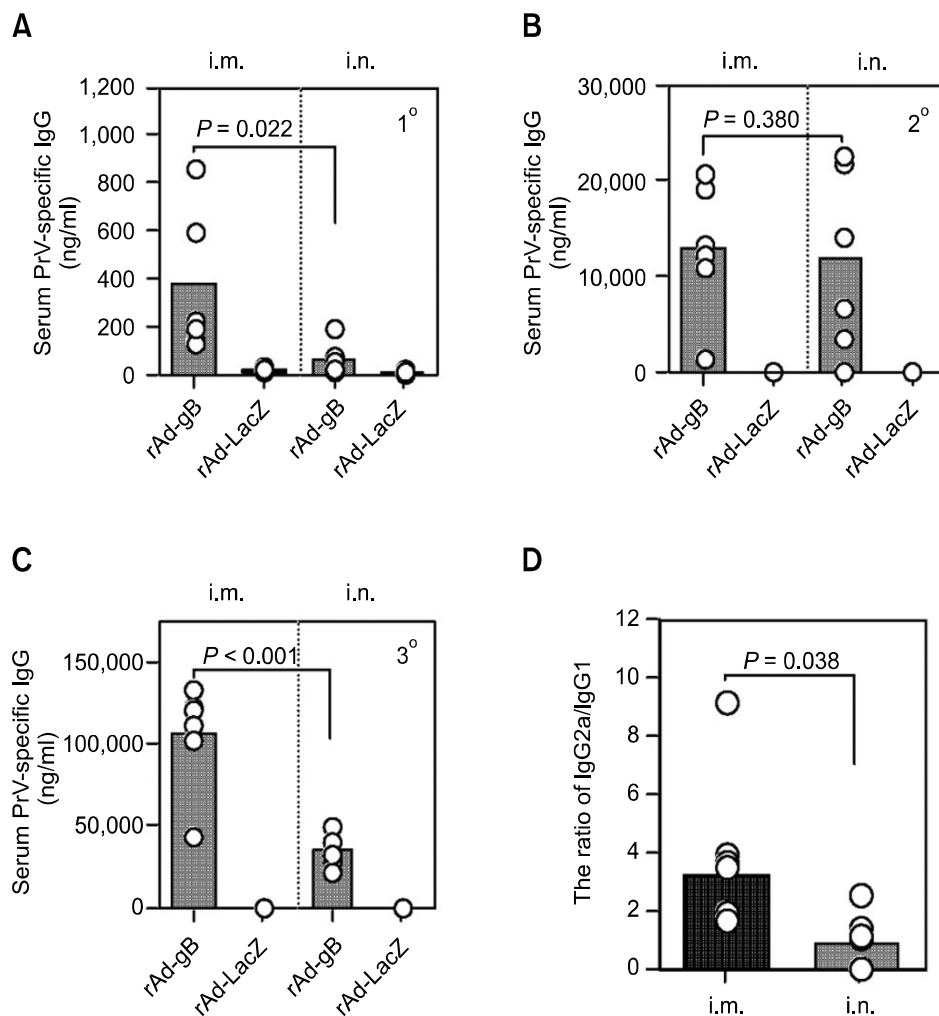 A
i.m.
i.n.
1,200
1,000
800
600
400
200
0
Serum PrV-specific IgG
(ng/ml)
P = 0.022
1°
rAd-gB
rAd-LacZ
rAd-gB
rAd-LacZ
B
i.m.
i.n.
30,000
20,000
10,000
0
Serum PrV-specific IgG
(ng/ml)
P = 0.380
2°
rAd-gB
rAd-LacZ
rAd-gB
rAd-LacZ
C
i.m.
i.n.
150,000
100,000
50,000
0
Serum PrV-specific IgG
(ng/ml)
P < 0.001
3°
rAd-gB
rAd-LacZ
rAd-gB
rAd-LacZ
D
12
10
8
6
4
2
0
The ratio of IgG2a/IgG1
P = 0.038
i.m.
i.n.